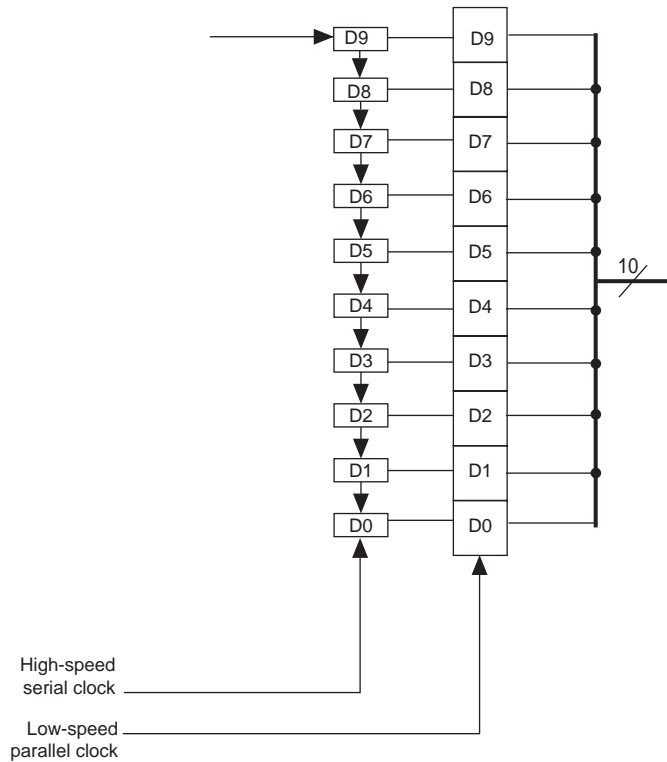 D9 D9
D8 D8
D7 D7
D6 D6
D5 D5
10
D4 D4
D3 D3
D2 D2
D1 D1
D0 D0
High-speed
serial clock
Low-speed
parallel clock